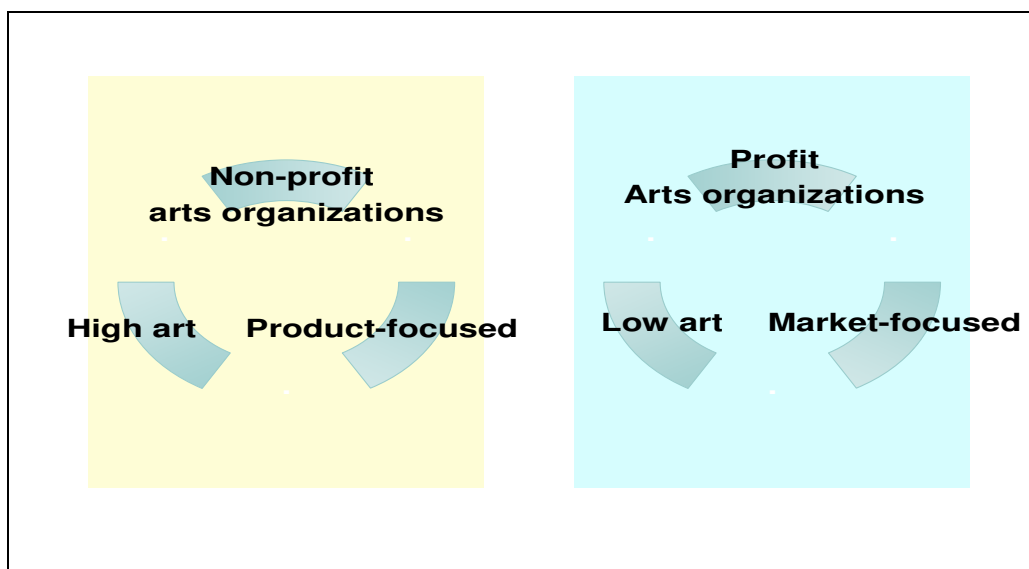 Non-profit
arts organizations
High art
Product-focused
Profit
Arts organizations
Low art
Market-focused